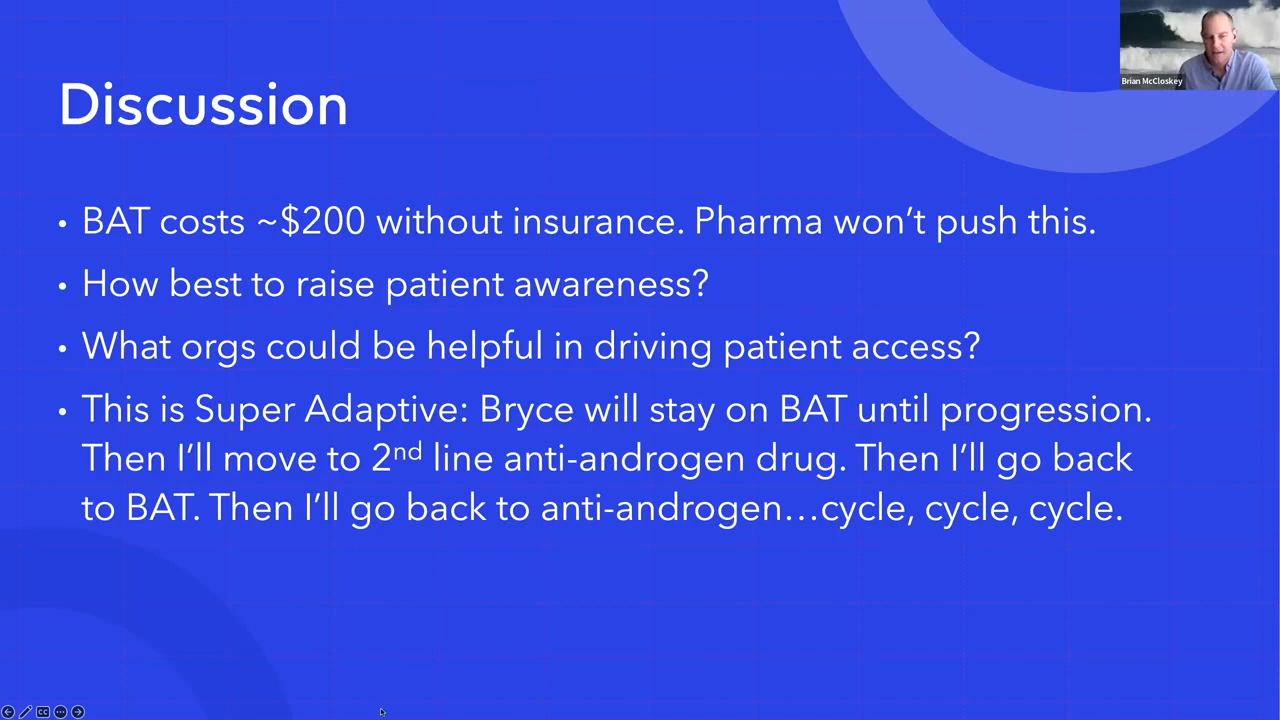 Brian McCloskey
Discussion
• BAT costs ~$200 without insurance. Pharma won’t push this.
• How best to raise patient awareness?
• What orgs could be helpful in driving patient access?
• This is Super Adaptive: Bryce will stay on BAT until progression.
Then I’ll move to 2nd line anti-androgen drug. Then I’ll go back
to BAT. Then I’ll go back to anti-androgen…cycle, cycle, cycle.
CC